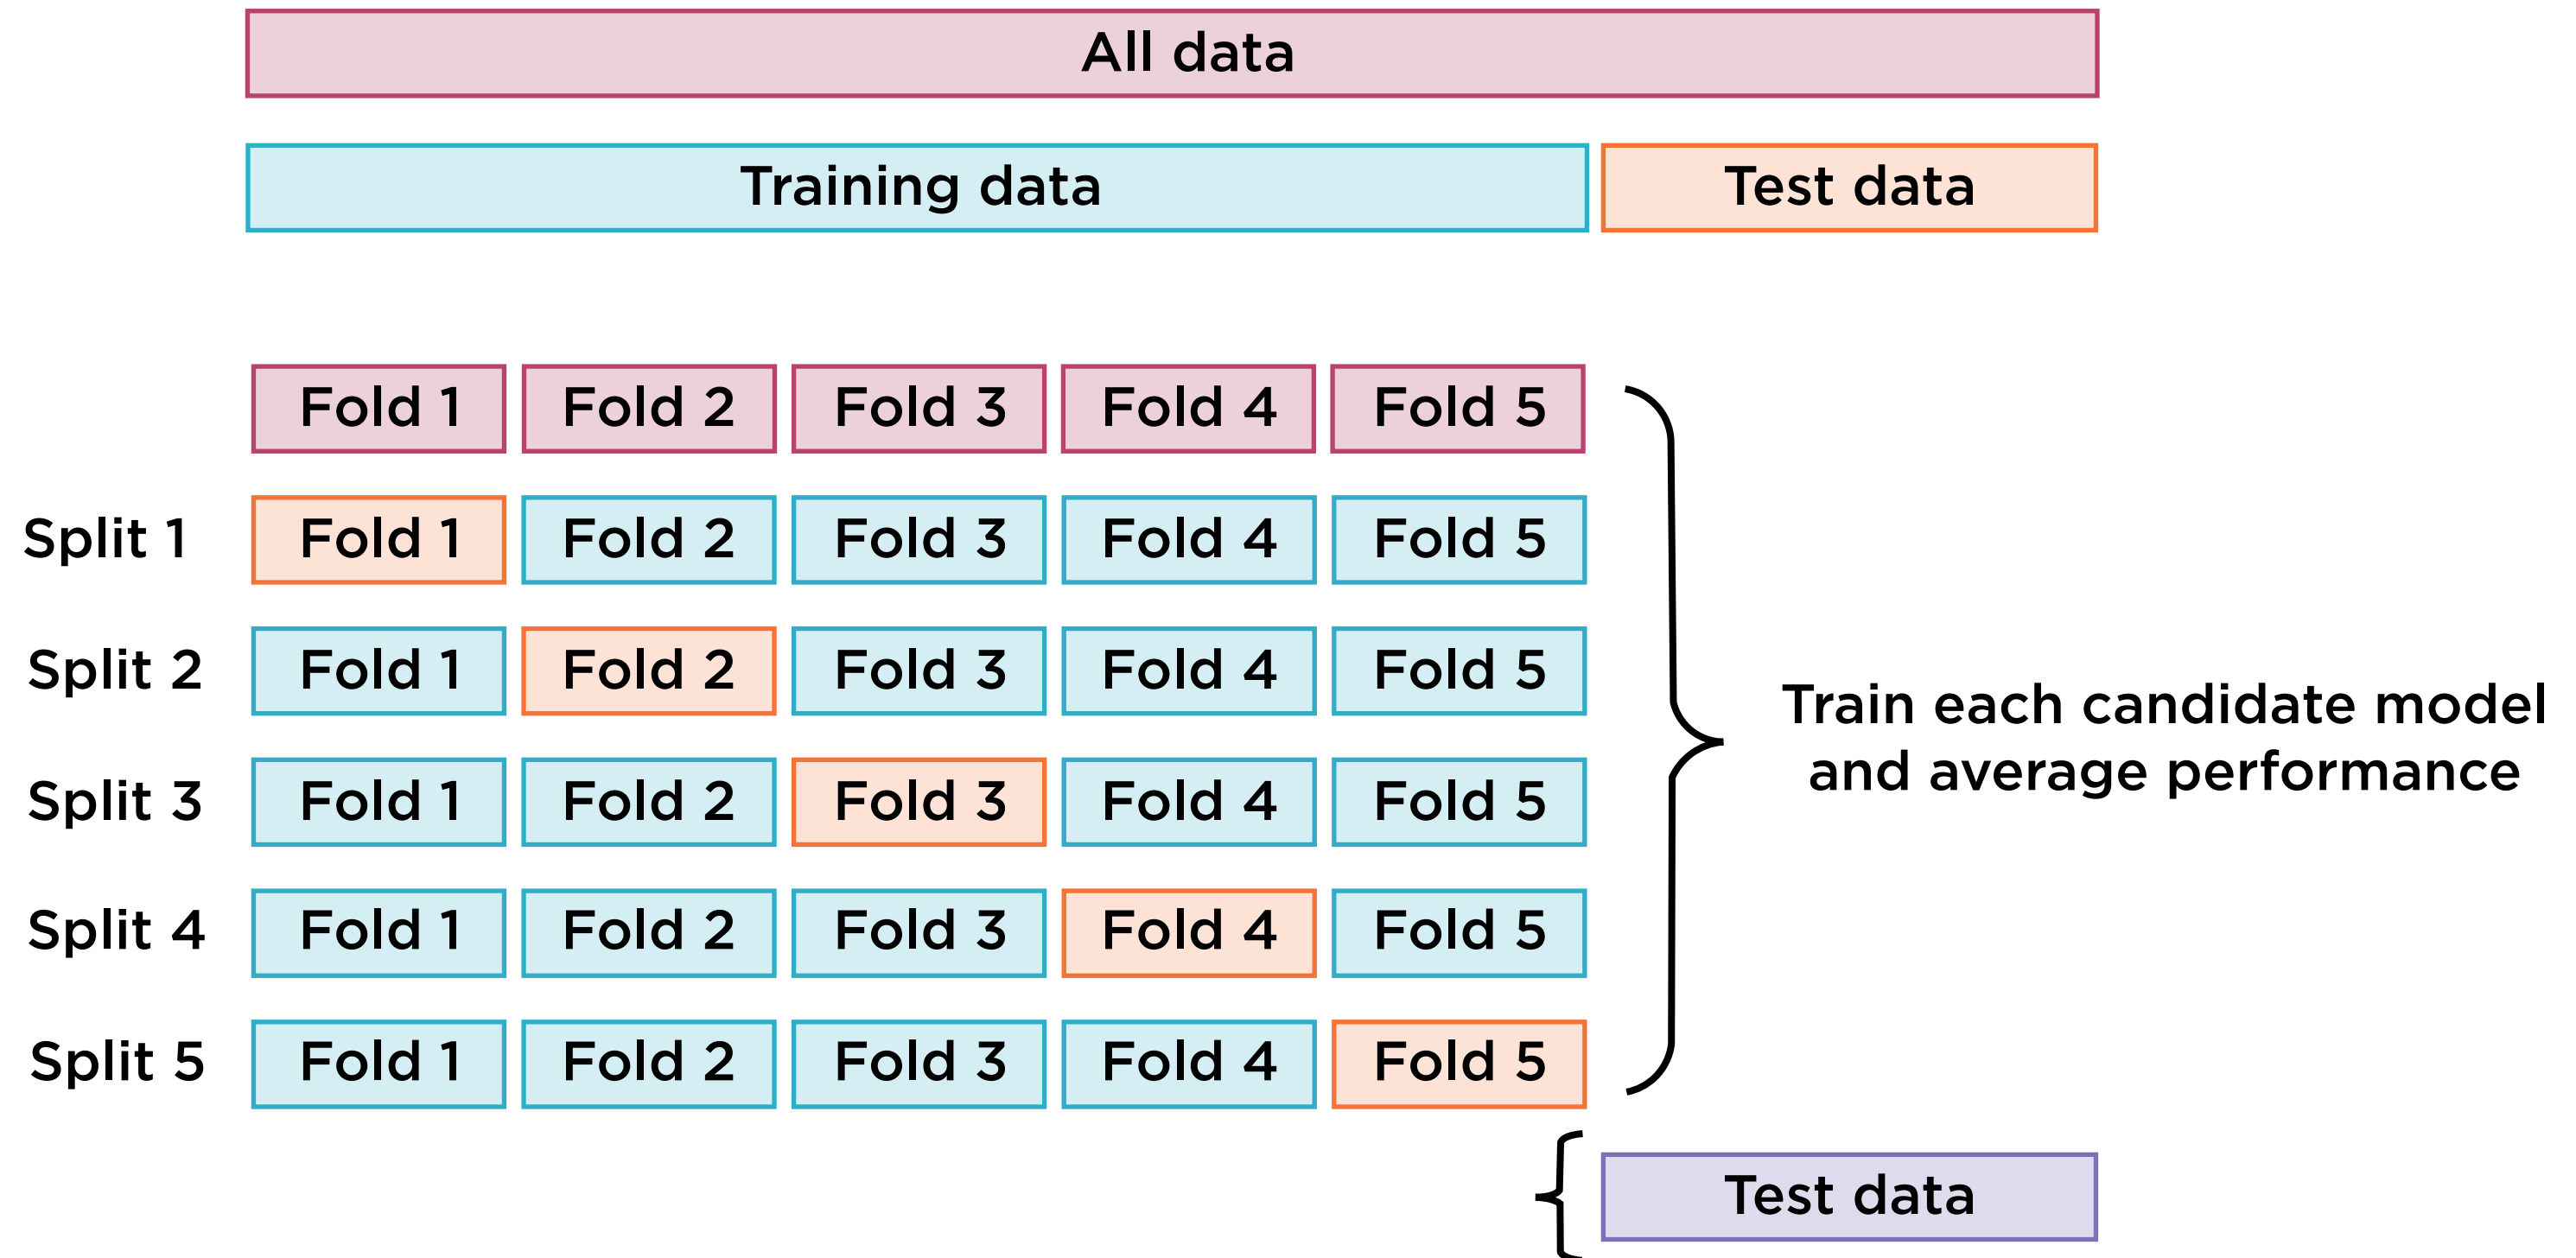 All data
Training data Test data
Fold 1 Fold 2 Fold 3 Fold 4 Fold 5
Split 1 Fold 1 Fold 2 Fold 3 Fold 4 Fold 5
Split 2 Fold 1 Fold 2 Fold 3 Fold 4 Fold 5
Split 3 Fold 1 Fold 2 Fold 3 Fold 4 Fold 5
Split 4 Fold 1 Fold 2 Fold 3 Fold 4 Fold 5
Split 5 Fold 1 Fold 2 Fold 3 Fold 4 Fold 5
Train each candidate model
and average performance
Test data